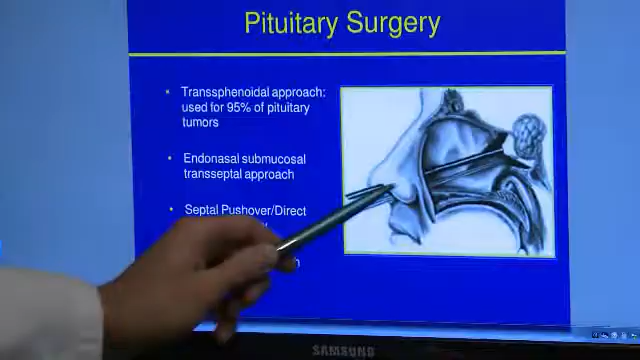 Pituitary Surgery
• Transsphenoidal approach:
used for 95% of pituitary
tumors
• Endonasal submucosal
transseptal approach
• Septal Pushover/Direct
SAMSUNG